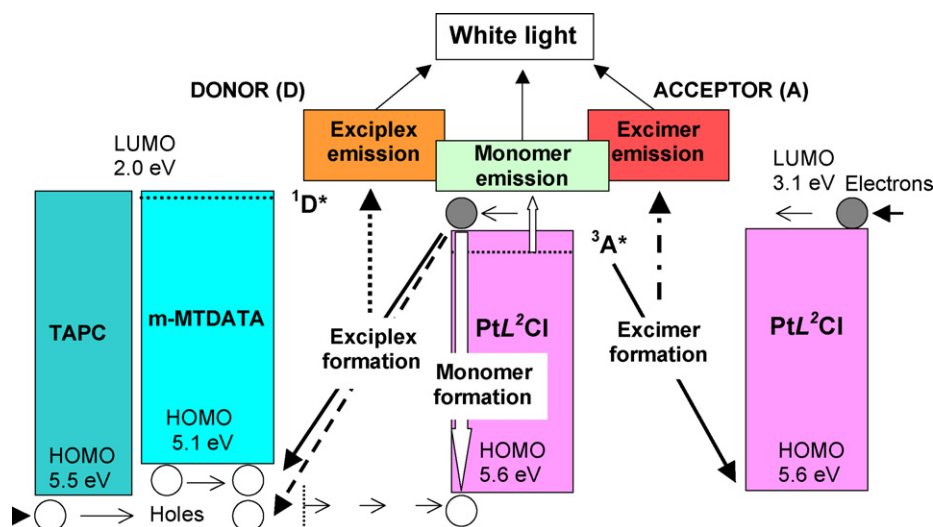 White light
DONOR (D)
ACCEPTOR (A)
Exciplex
emission
Monomer
emission
Excimer
emission
LUMO
2.0 eV
LUMO
3.1 eV
Electrons
¹D*
³A*
TAPC
m-MTDATA
PtL²Cl
PtL²Cl
Exciplex
formation
Monomer
formation
Excimer
formation
HOMO
5.5 eV
HOMO
5.1 eV
HOMO
5.6 eV
HOMO
5.6 eV
Holes